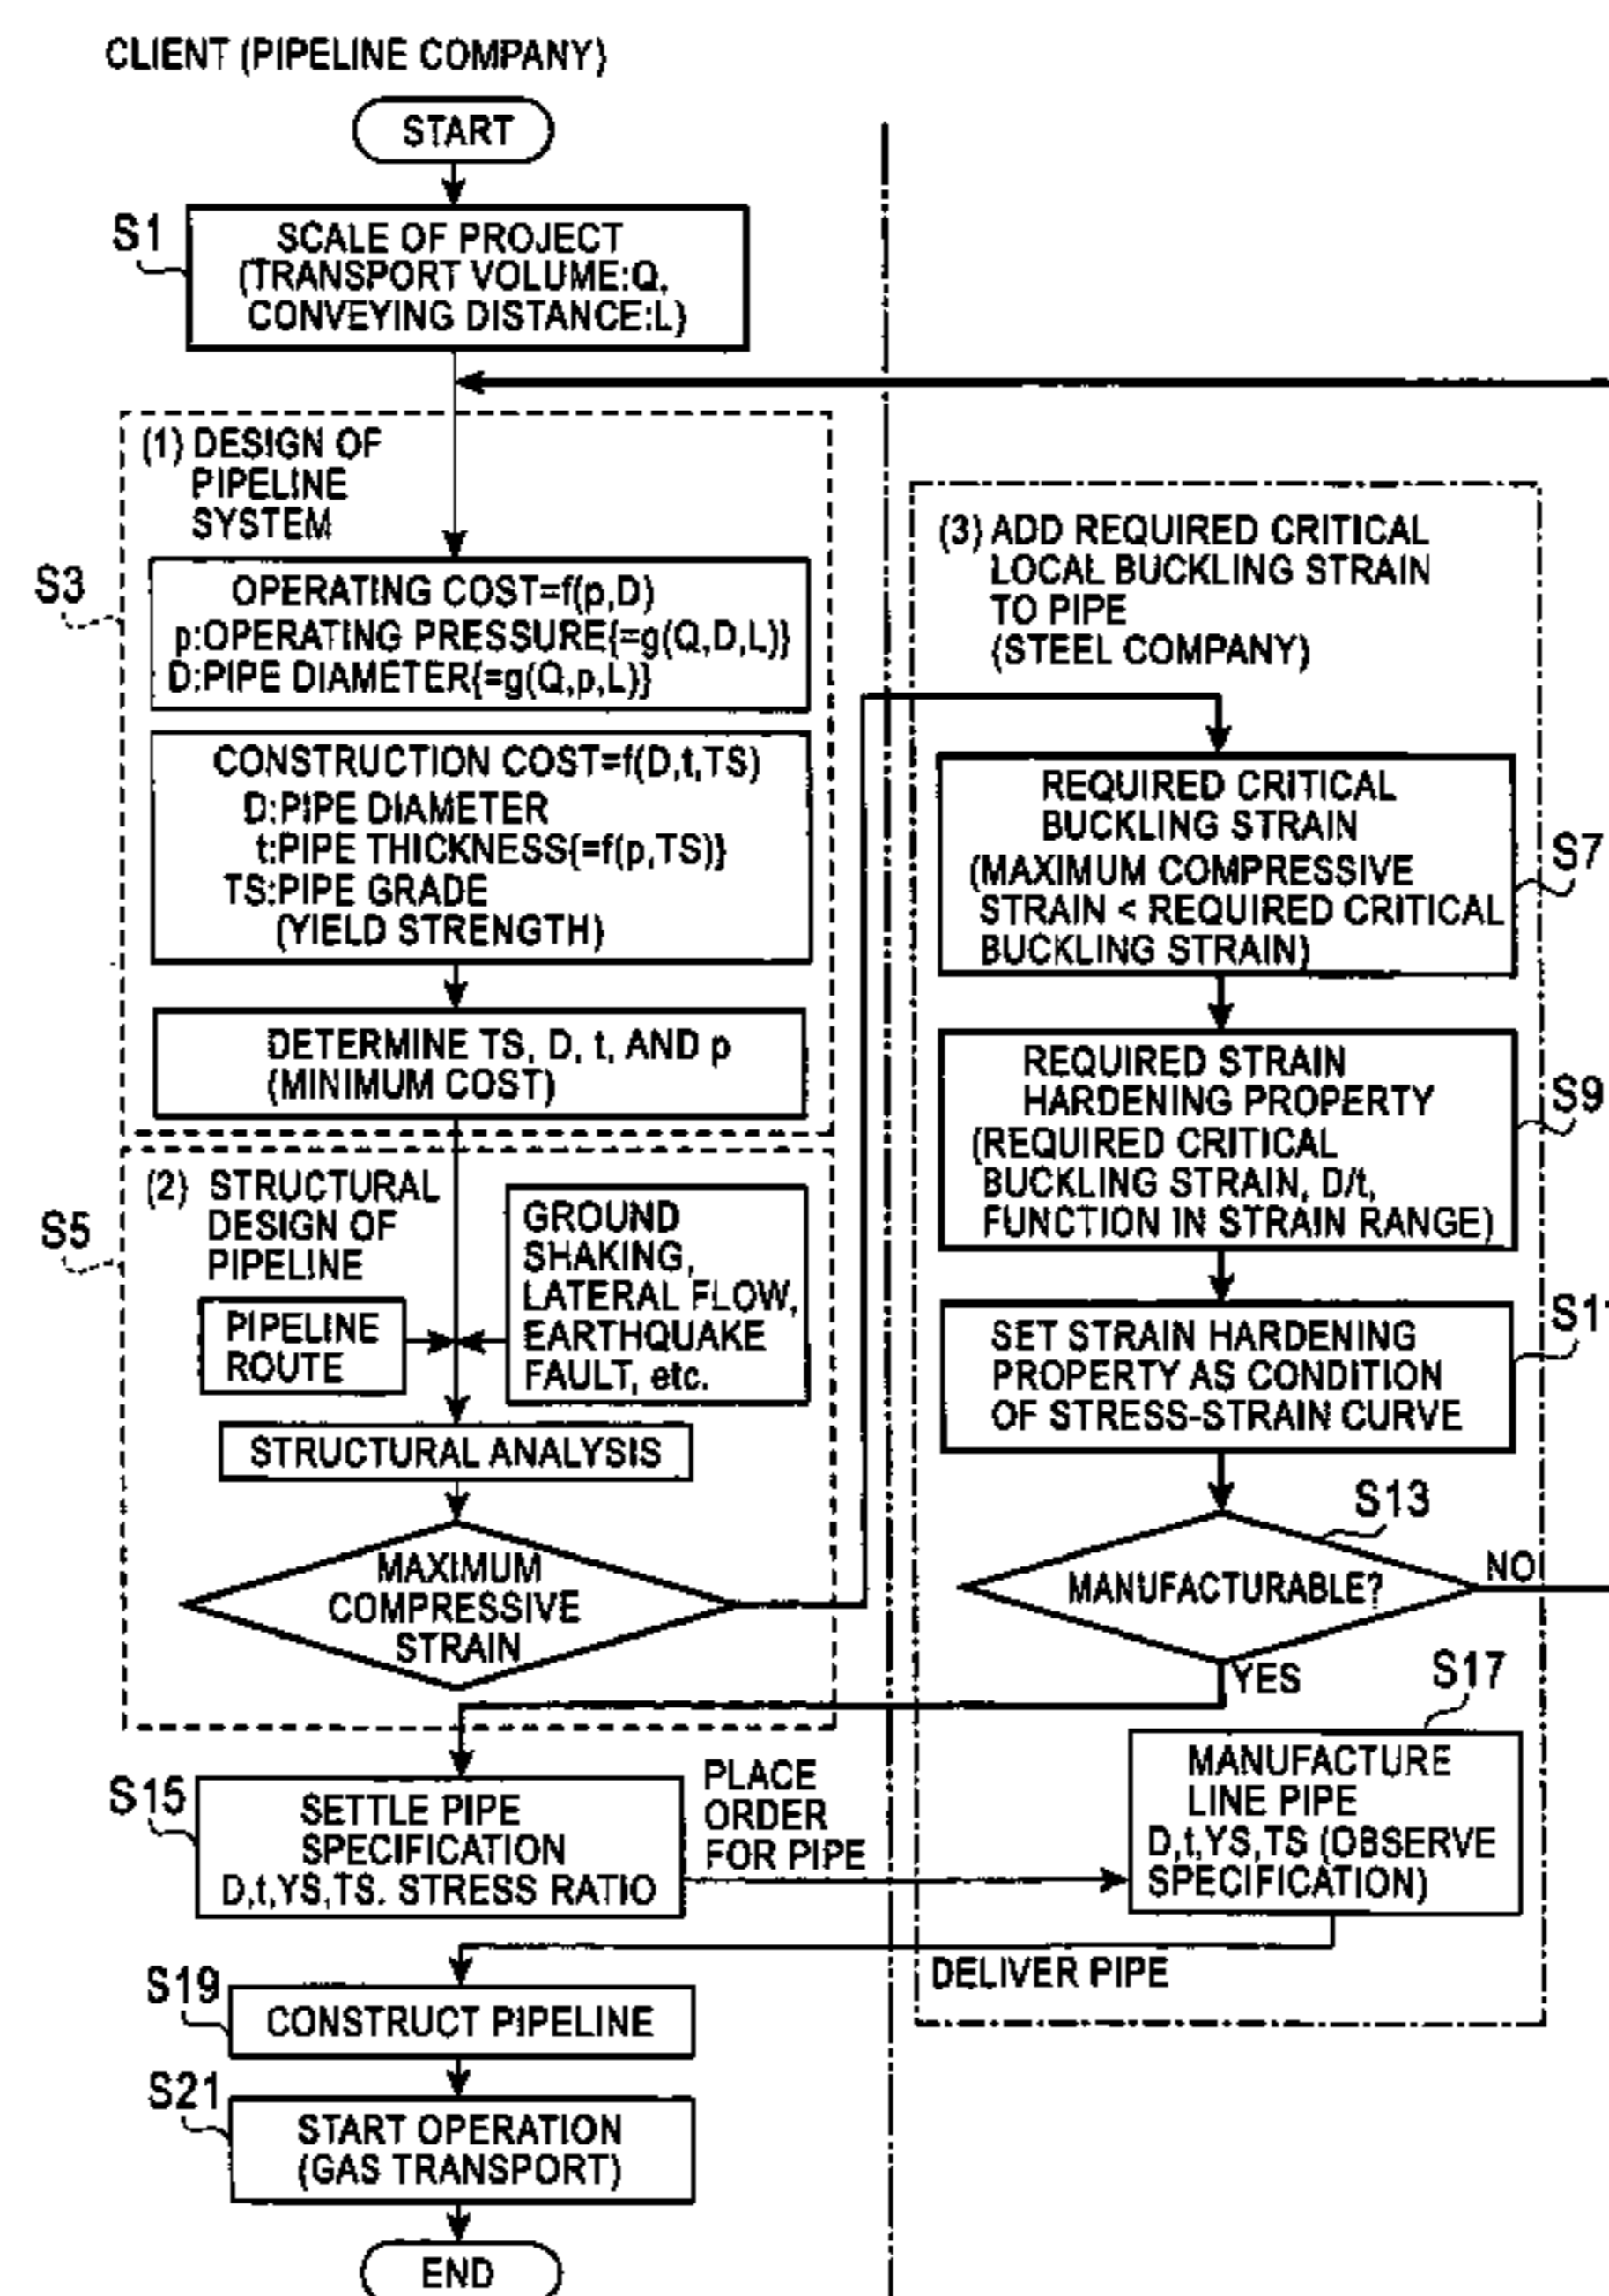 CLIENT (PIPELINE COMPANY)
START
S1
SCALE OF PROJECT
(TRANSPORT VOLUME:Q,
CONVEYING DISTANCE:L)
(1) DESIGN OF
PIPELINE
SYSTEM
S3
OPERATING COST=f(p,D)
p:OPERATING PRESSURE{=g(Q,D,L)}
D:PIPE DIAMETER{=g(Q,p,L)}
CONSTRUCTION COST=f(D,t,TS)
D:PIPE DIAMETER
t:PIPE THICKNESS{=f(p,TS)}
TS:PIPE GRADE
(YIELD STRENGTH)
DETERMINE TS, D, t, AND p
(MINIMUM COST)
S5
(2) STRUCTURAL
DESIGN OF
PIPELINE
PIPELINE
ROUTE
GROUND
SHAKING,
LATERAL FLOW,
EARTHQUAKE
FAULT, etc.
STRUCTURAL ANALYSIS
MAXIMUM
COMPRESSIVE
STRAIN
(3) ADD REQUIRED CRITICAL
LOCAL BUCKLING STRAIN
TO PIPE
(STEEL COMPANY)
REQUIRED CRITICAL
BUCKLING STRAIN
(MAXIMUM COMPRESSIVE
STRAIN < REQUIRED CRITICAL
BUCKLING STRAIN)
S7
REQUIRED STRAIN
HARDENING PROPERTY
(REQUIRED CRITICAL
BUCKLING STRAIN, D/t,
FUNCTION IN STRAIN RANGE)
S9
SET STRAIN HARDENING
PROPERTY AS CONDITION
OF STRESS-STRAIN CURVE
S13
MANUFACTURABLE?
NO
YES
S15
SETTLE PIPE
SPECIFICATION
D,t,YS,TS. STRESS RATIO
PLACE
ORDER
FOR PIPE
S17
MANUFACTURE
LINE PIPE
D,t,YS,TS (OBSERVE
SPECIFICATION)
DELIVER PIPE
S19
CONSTRUCT PIPELINE
S21
START OPERATION
(GAS TRANSPORT)
END